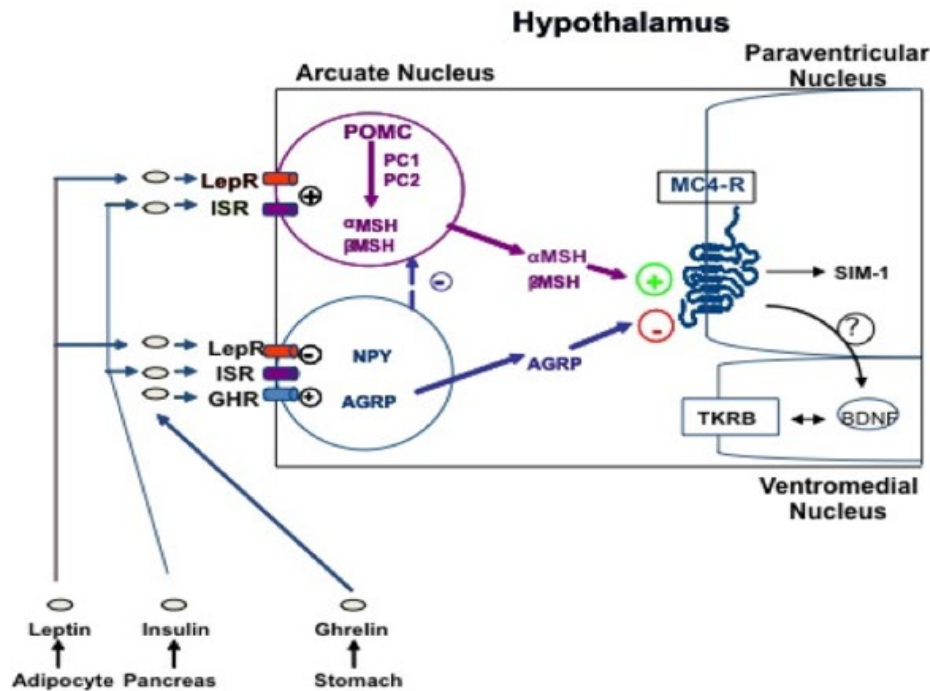 Hypothalamus
Arcuate Nucleus
Paraventricular
Nucleus
POMC
PC1
PC2
αMSH
βMSH
LepR
ISR
+
MC4-R
αMSH
βMSH
+
-
SIM-1
?
-
LepR
ISR
GHR
-
+
NPY
AGRP
AGRP
TKRB
BDNF
Ventromedial
Nucleus
Leptin
Insulin
Ghrelin
Adipocyte
Pancreas
Stomach